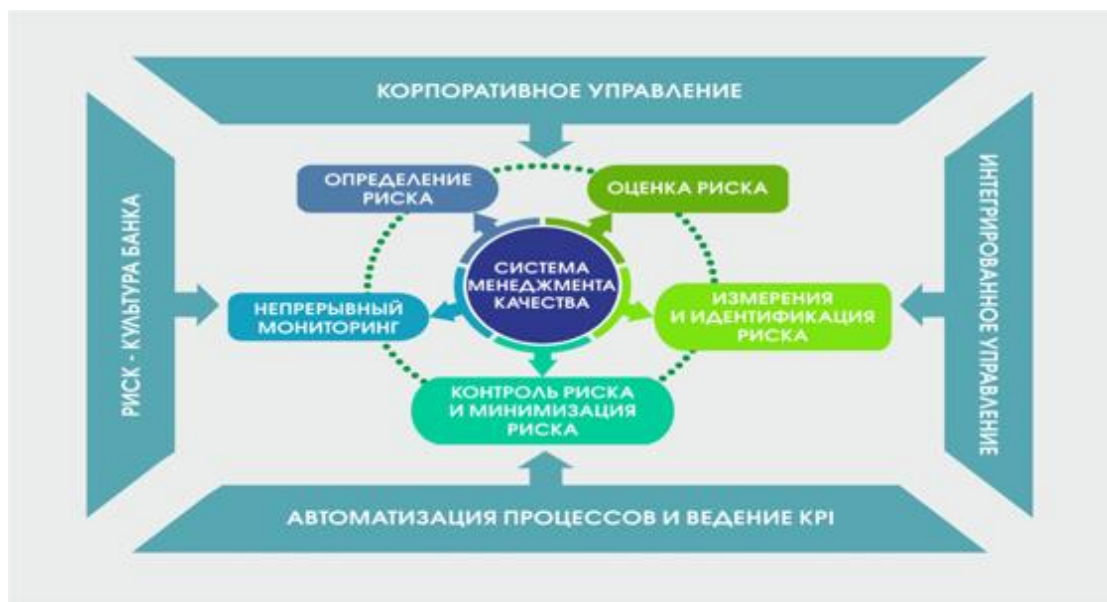 КОРПОРАТИВНОЕ УПРАВЛЕНИЕ
ОПРЕДЕЛЕНИЕ
РИСКА
ОЦЕНКА РИСКА
РИСК - КУЛЬТУРА БАНКА
СИСТЕМА
МЕНЕДЖМЕНТА
КАЧЕСТВА
ИНТЕГРИРОВАННОЕ УПРАВЛЕНИЕ
НЕПРЕРЫВНЫЙ
МОНИТОРИНГ
ИЗМЕРЕНИЯ
И ИДЕНТИФИКАЦИЯ
РИСКА
КОНТРОЛЬ РИСКА
И МИНИМИЗАЦИЯ
РИСКА
АВТОМАТИЗАЦИЯ ПРОЦЕССОВ И ВЕДЕНИЕ KPI